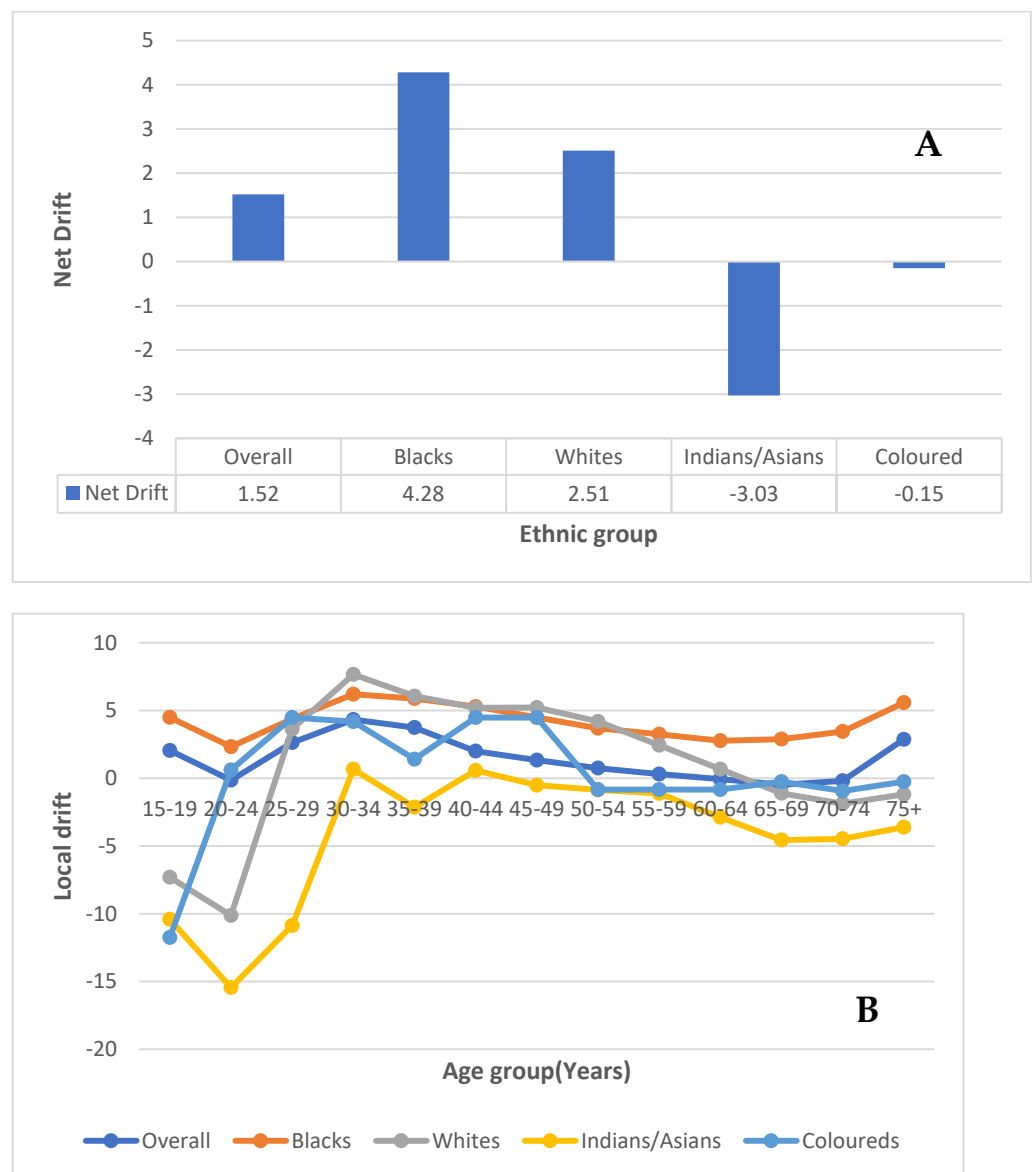 5
4
3
2
1
0
-1
-2
-3
-4
Net Drift
A
Overall Blacks Whites Indians/Asians Coloured
Net Drift 1.52 4.28 2.51 -3.03 -0.15
Ethnic group
10
5
0
-5
-10
-15
-20
Local drift
15-19 20-24 25-29 30-34 35-39 40-44 45-49 50-54 55-59 60-64 65-69 70-74 75+
B
Age group(Years)
Overall Blacks Whites Indians/Asians Coloureds